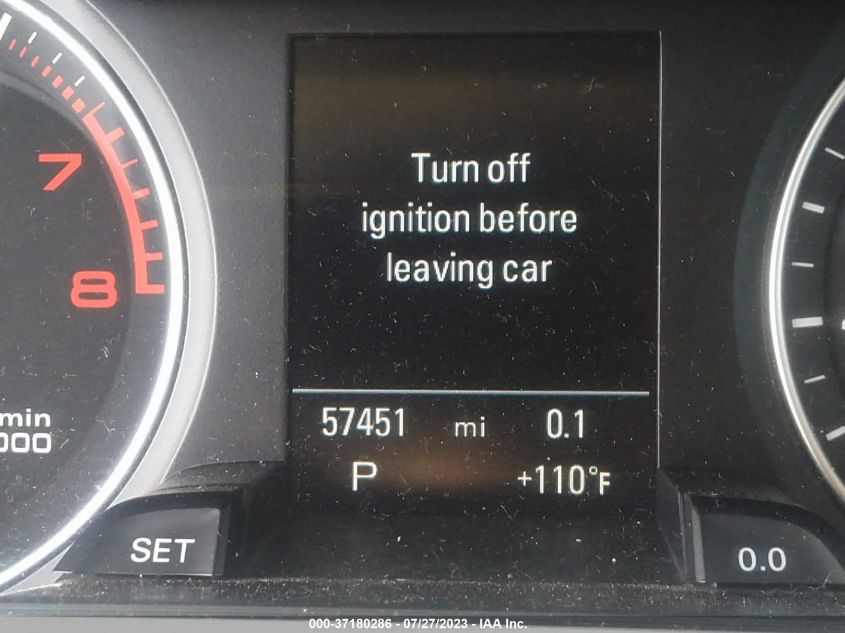 7
8
min
000
Turn off
ignition before
leaving car
57451 mi 0.1
P +110°F
SET
0.0
000-37180286 - 07/27/2023 - IAA Inc.